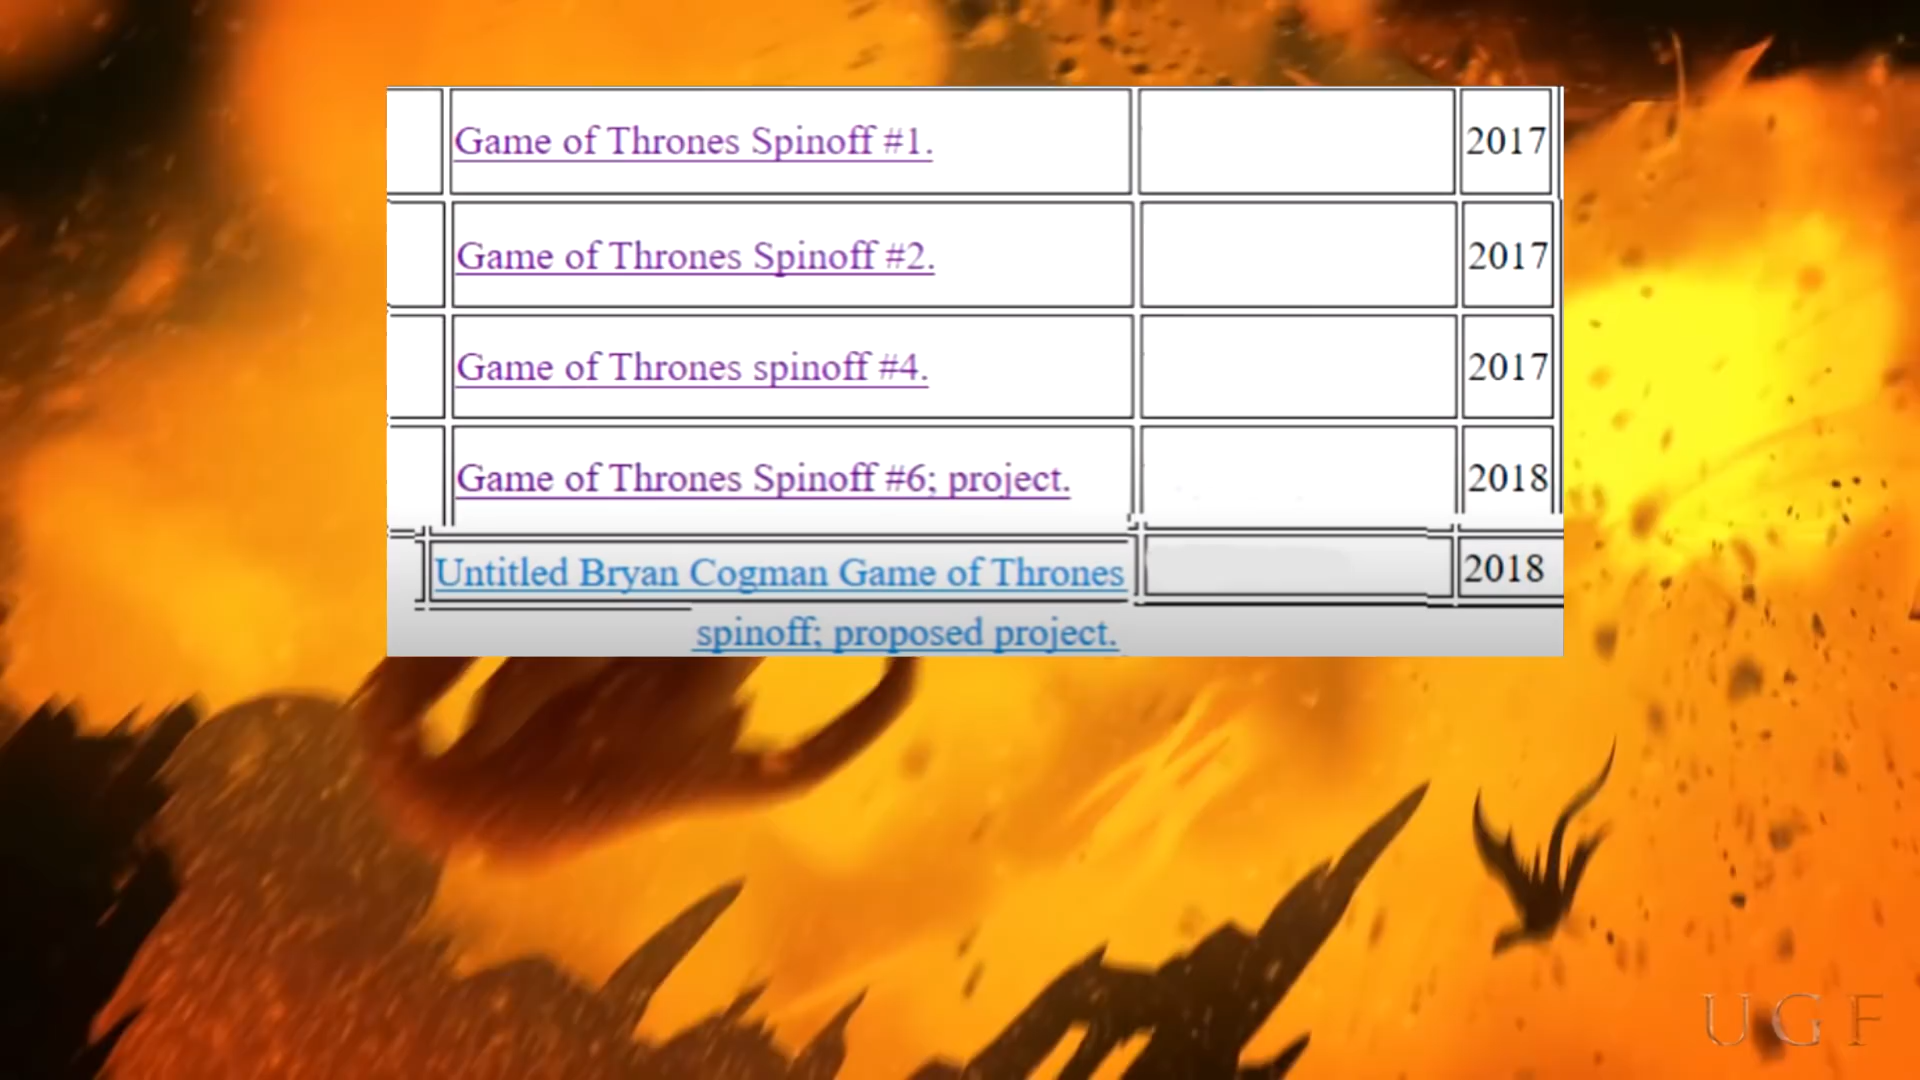 Game of Thrones Spinoff #1. 2017
Game of Thrones Spinoff #2. 2017
Game of Thrones spinoff #4. 2017
Game of Thrones Spinoff #6; project. 2018
Untitled Bryan Cogman Game of Thrones 2018
spinoff; proposed project.
UGF